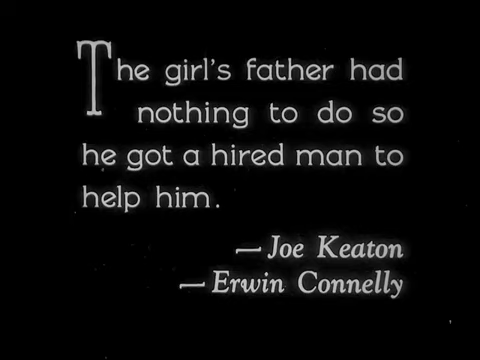 The girl's father had
nothing to do so
he got a hired man to
help him.
—Joe Keaton
—Erwin Connelly